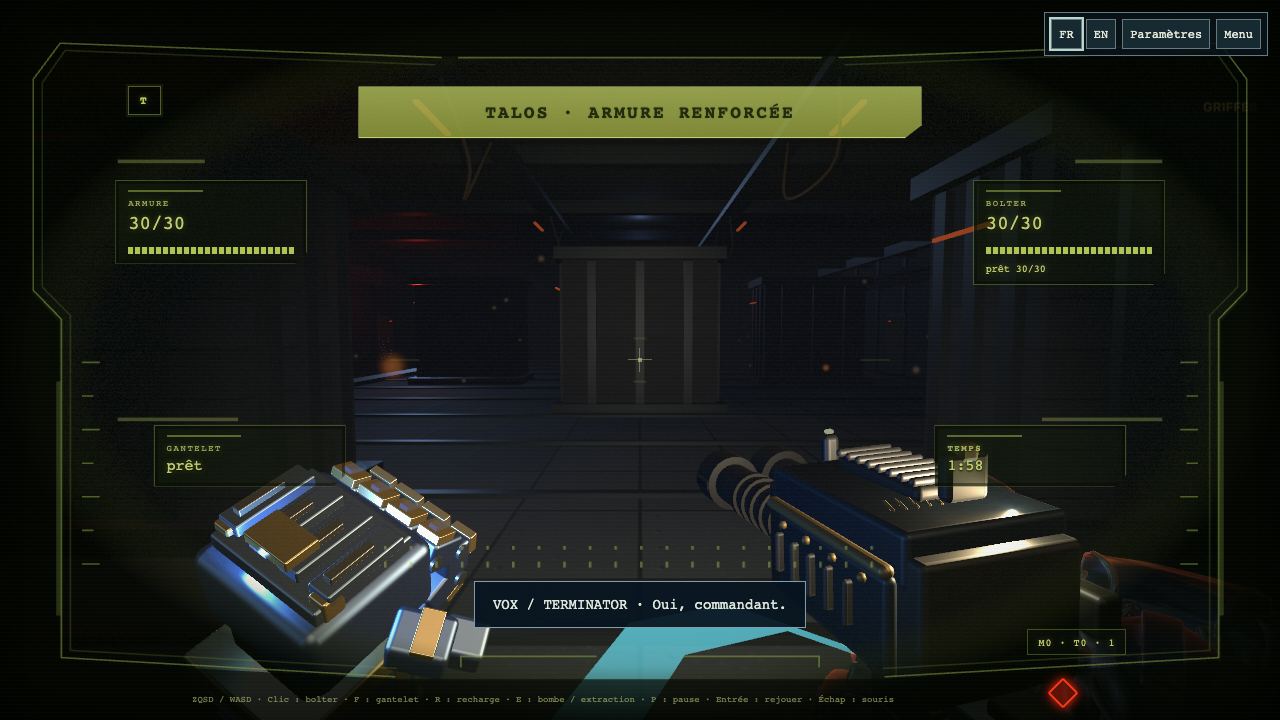 FR
EN
Paramètres
Menu
T
TALOS · ARMURE RENFORCÉE
ARMURE
30/30
BOLTER
30/30
prêt 30/30
GANTELET
prêt
TEMPS
1:58
VOX / TERMINATOR · Oui, commandant.
M0 · T0 · 1
ZQSD / WASD · Clic : bolter · F : gantelet · R : recharge · E : bombe / extraction · P : pause · Entrée : rejouer · Échap : souris